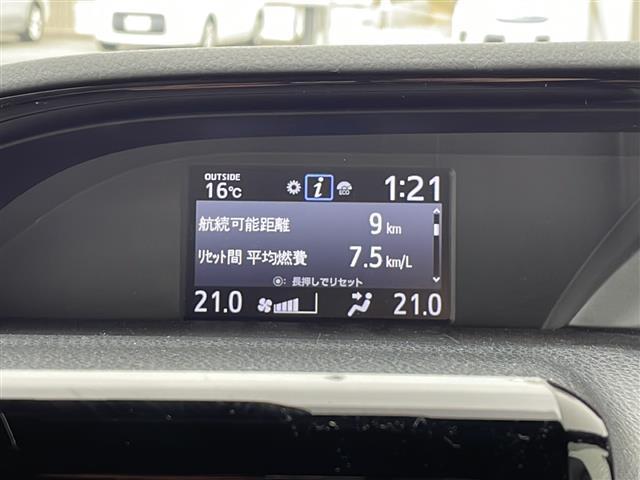 OUTSIDE
16℃
i
ECO
1:21
航続可能距離 9 km
リセット間 平均燃費 7.5 km/L
◉: 長押しでリセット
21.0 21.0